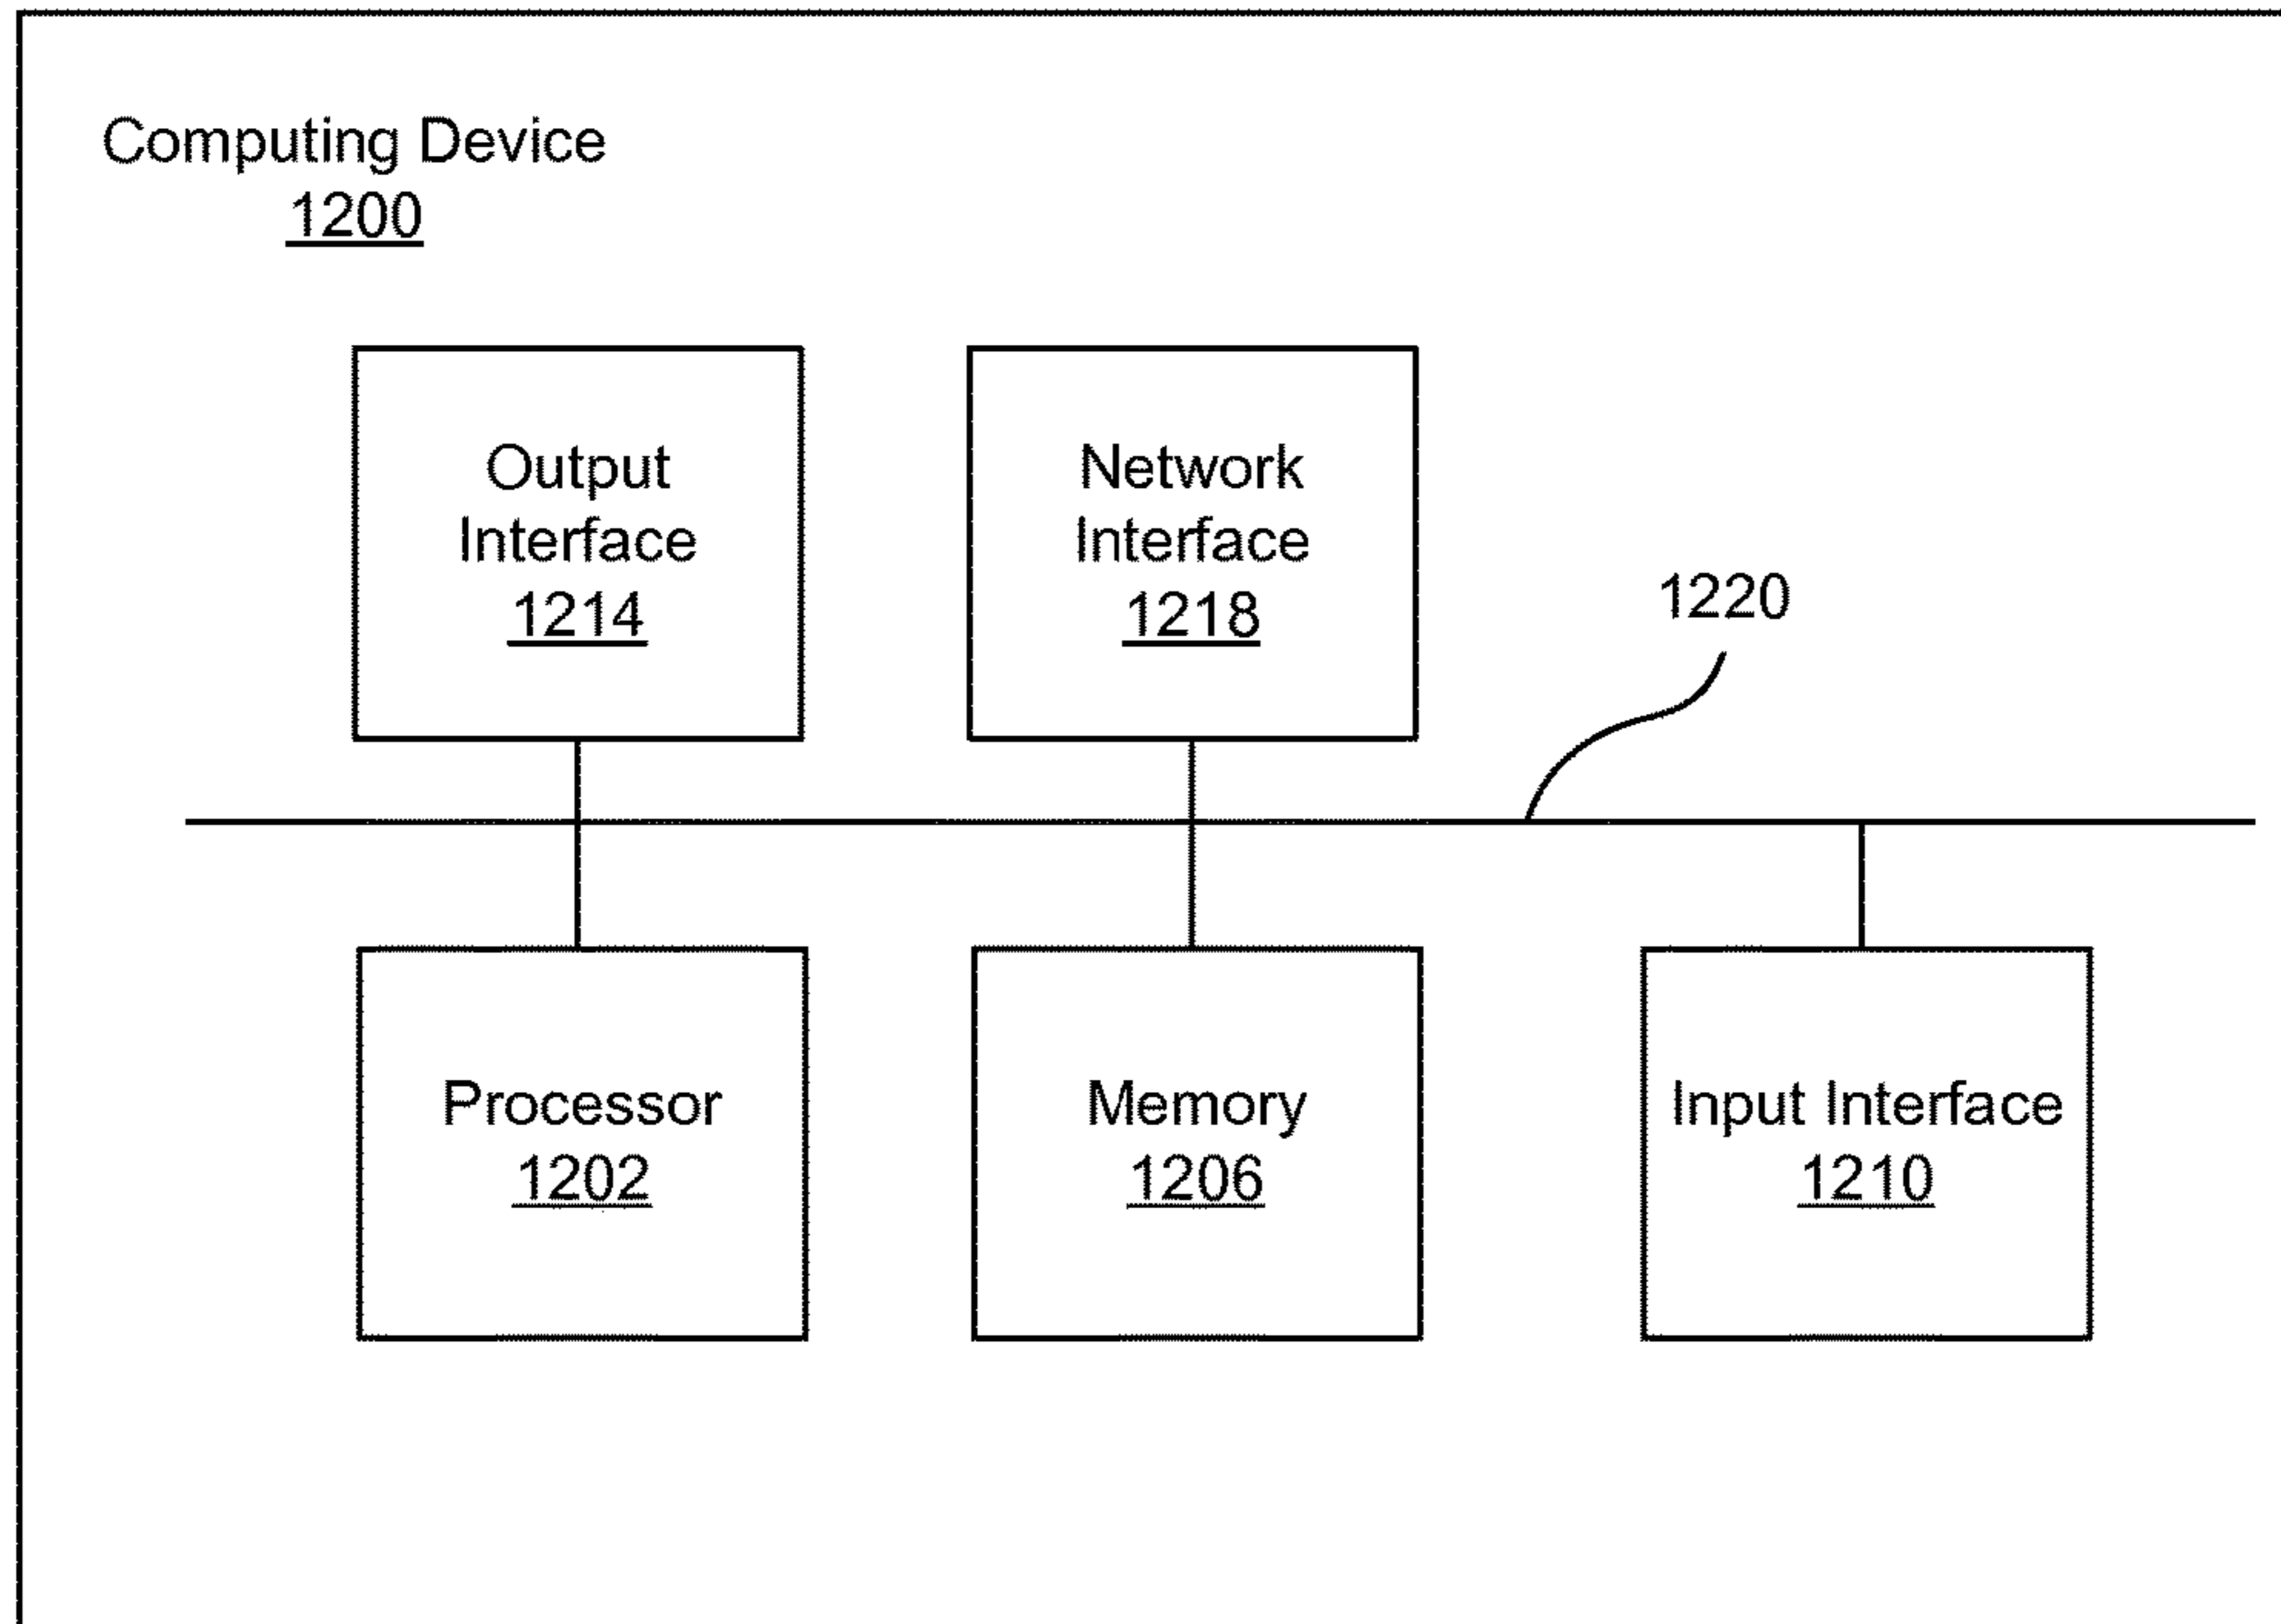 Computing Device
1200
Output
Interface
1214
Network
Interface
1218
1220
Processor
1202
Memory
1206
Input Interface
1210